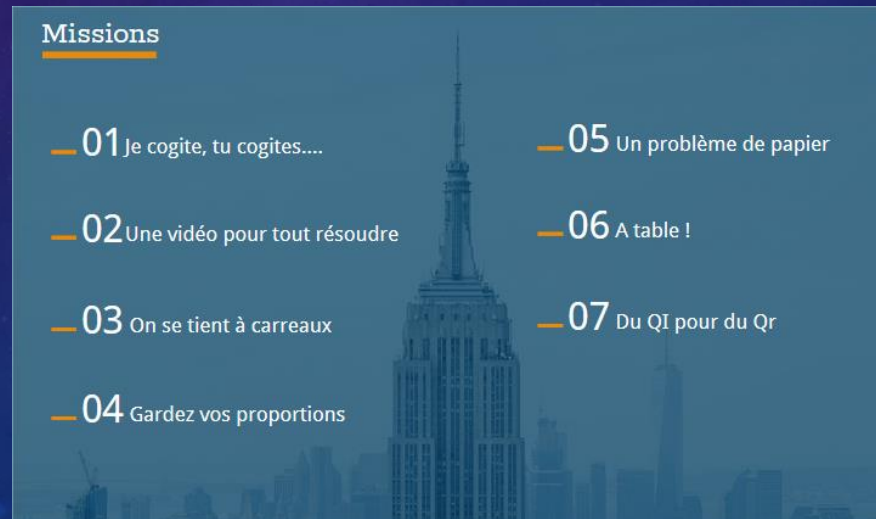 Missions
01 Je cogite, tu cogites....
02 Une vidéo pour tout résoudre
03 On se tient à carreaux
04 Gardez vos proportions
05 Un problème de papier
06 A table !
07 Du QI pour du Qr